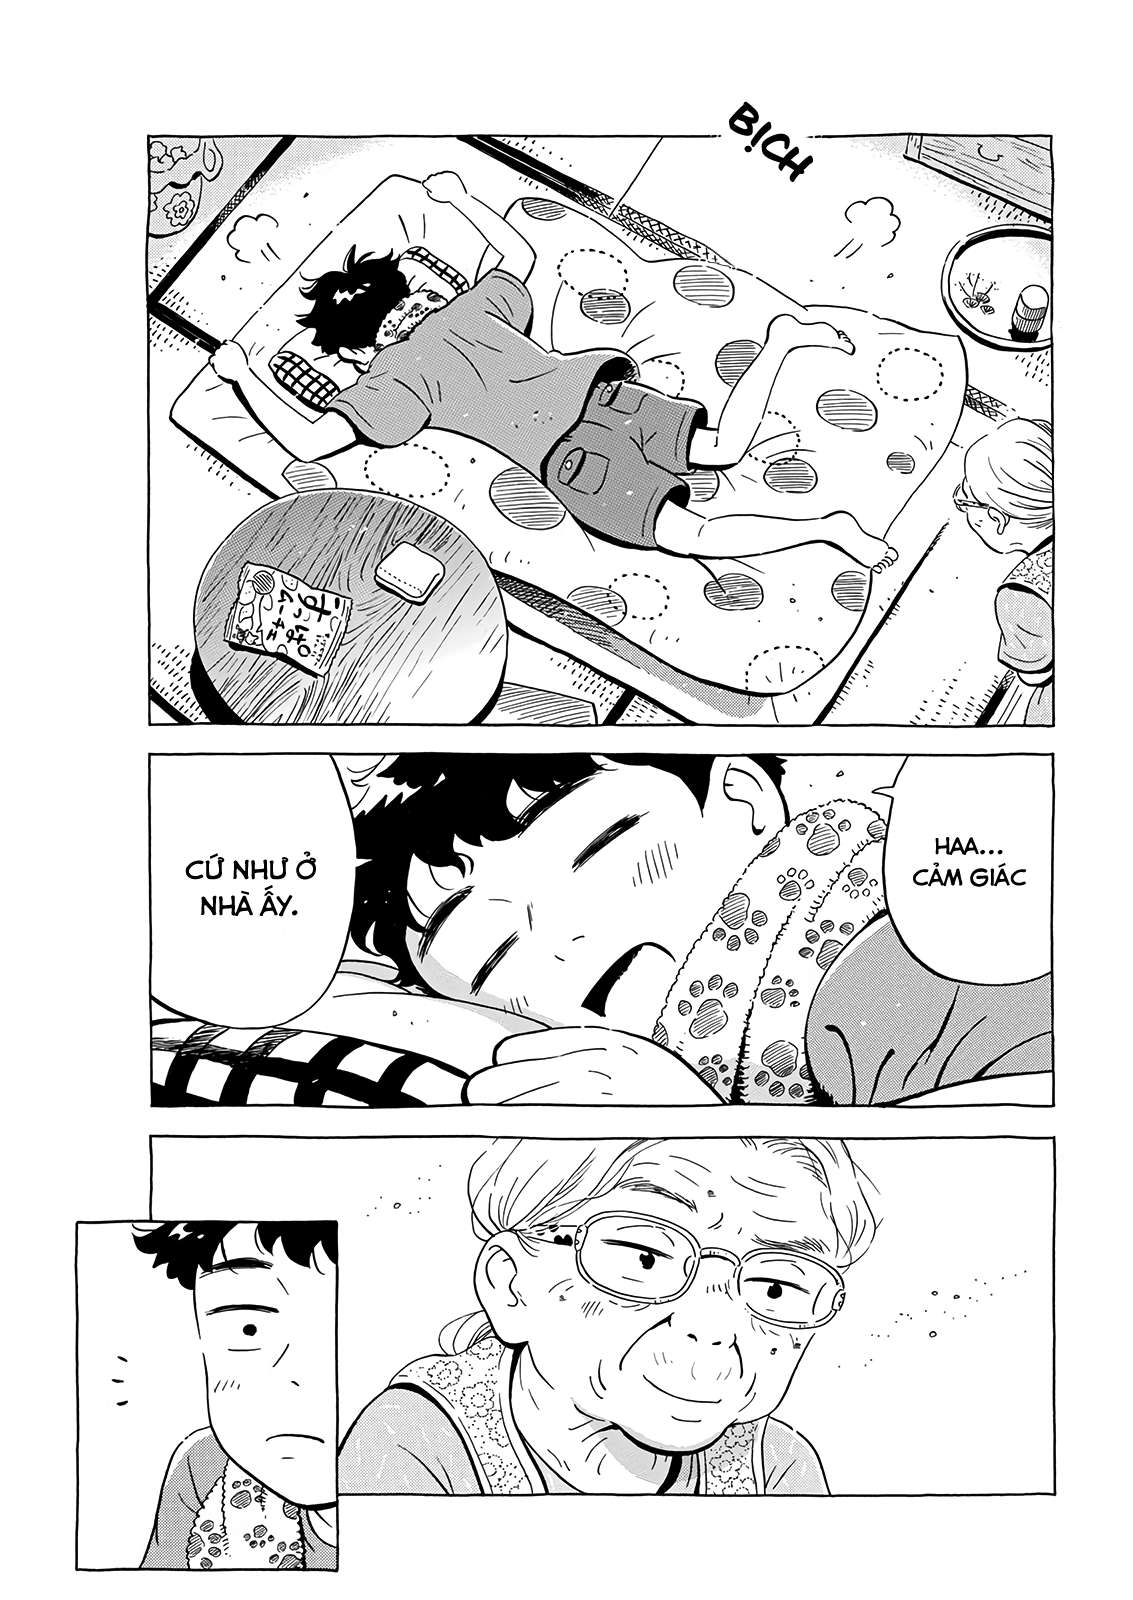 BỊCH
HAA...
CẢM GIÁC
CỨ NHƯ Ở
NHÀ ẤY.